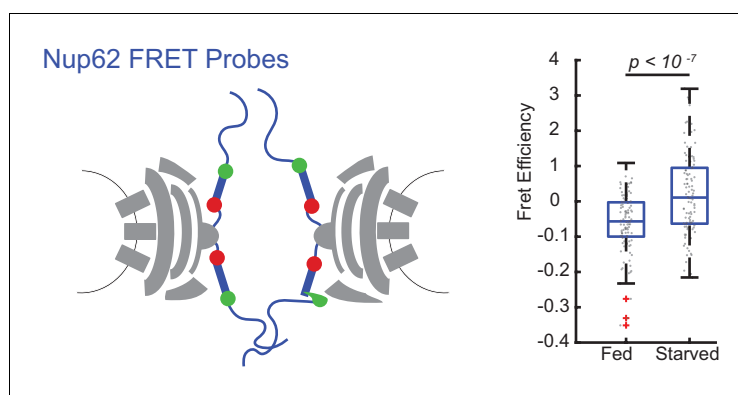 Nup62 FRET Probes
p < 10 -7
Fret Efficiency
4
3
2
1
0
-0.1
-0.2
-0.3
-0.4
Fed Starved